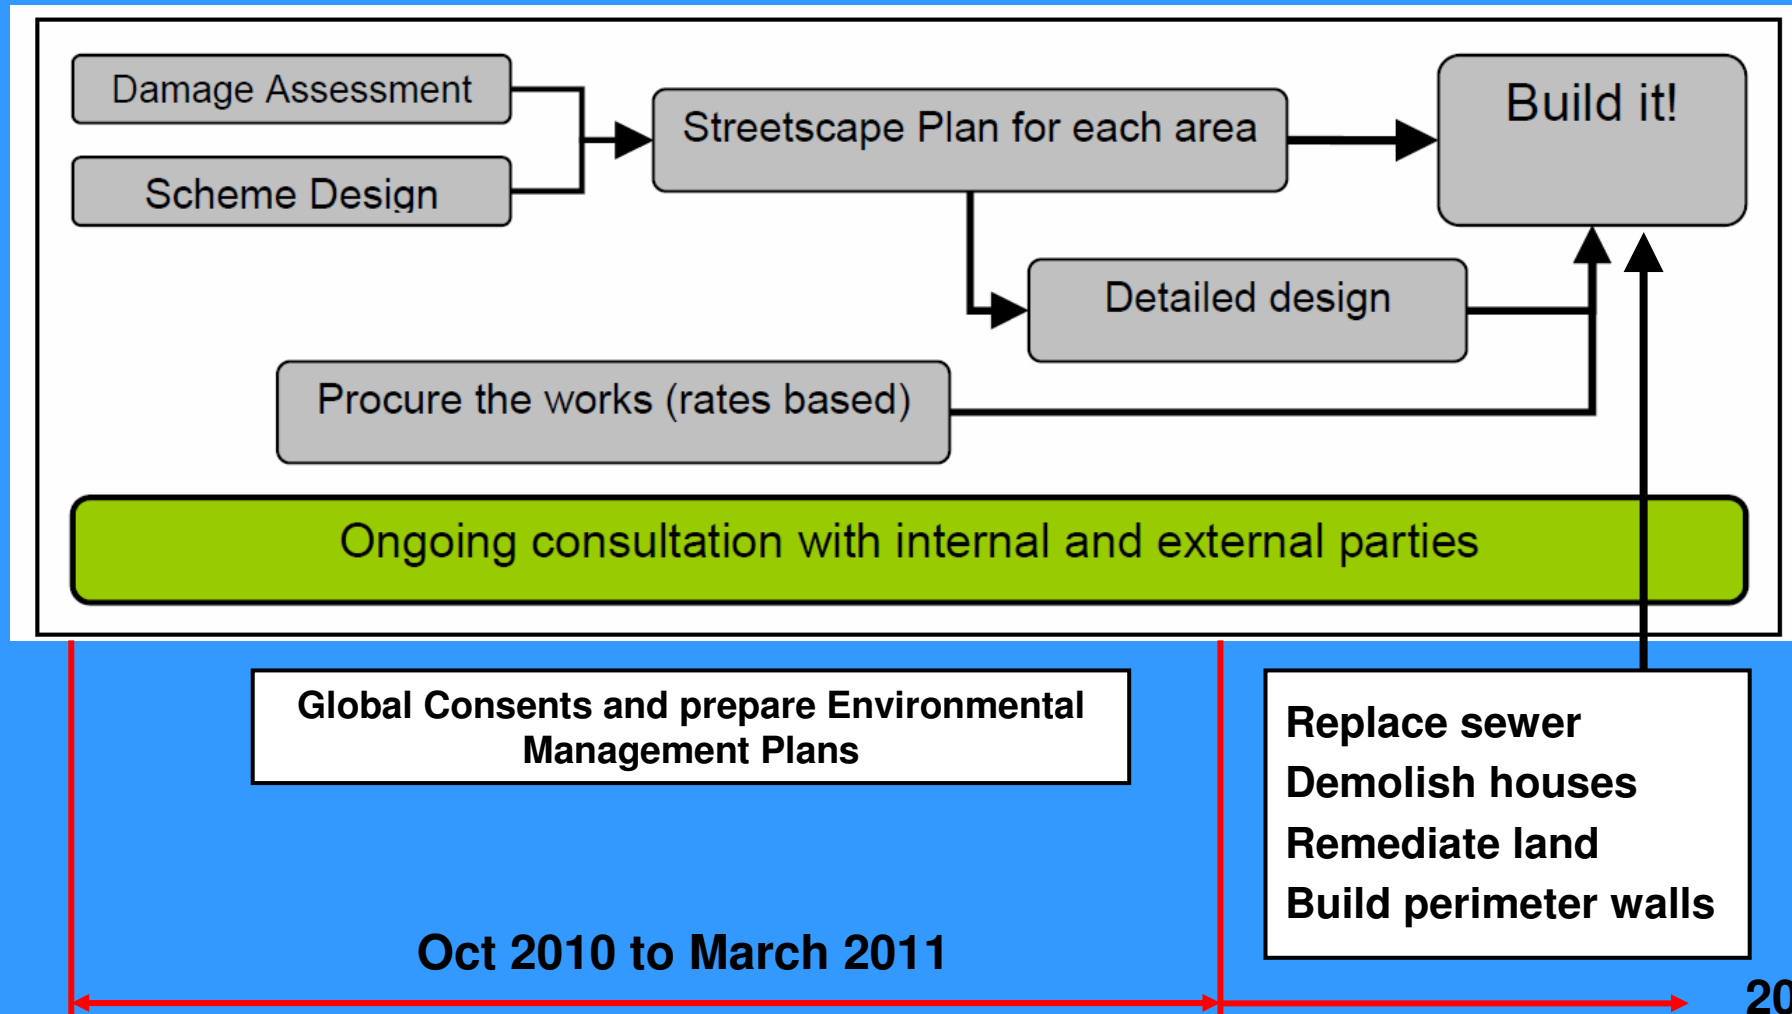 Damage Assessment
Scheme Design
Streetscape Plan for each area
Build it!
Detailed design
Procure the works (rates based)
Ongoing consultation with internal and external parties
Global Consents and prepare Environmental
Management Plans
Replace sewer
Demolish houses
Remediate land
Build perimeter walls
Oct 2010 to March 2011
20